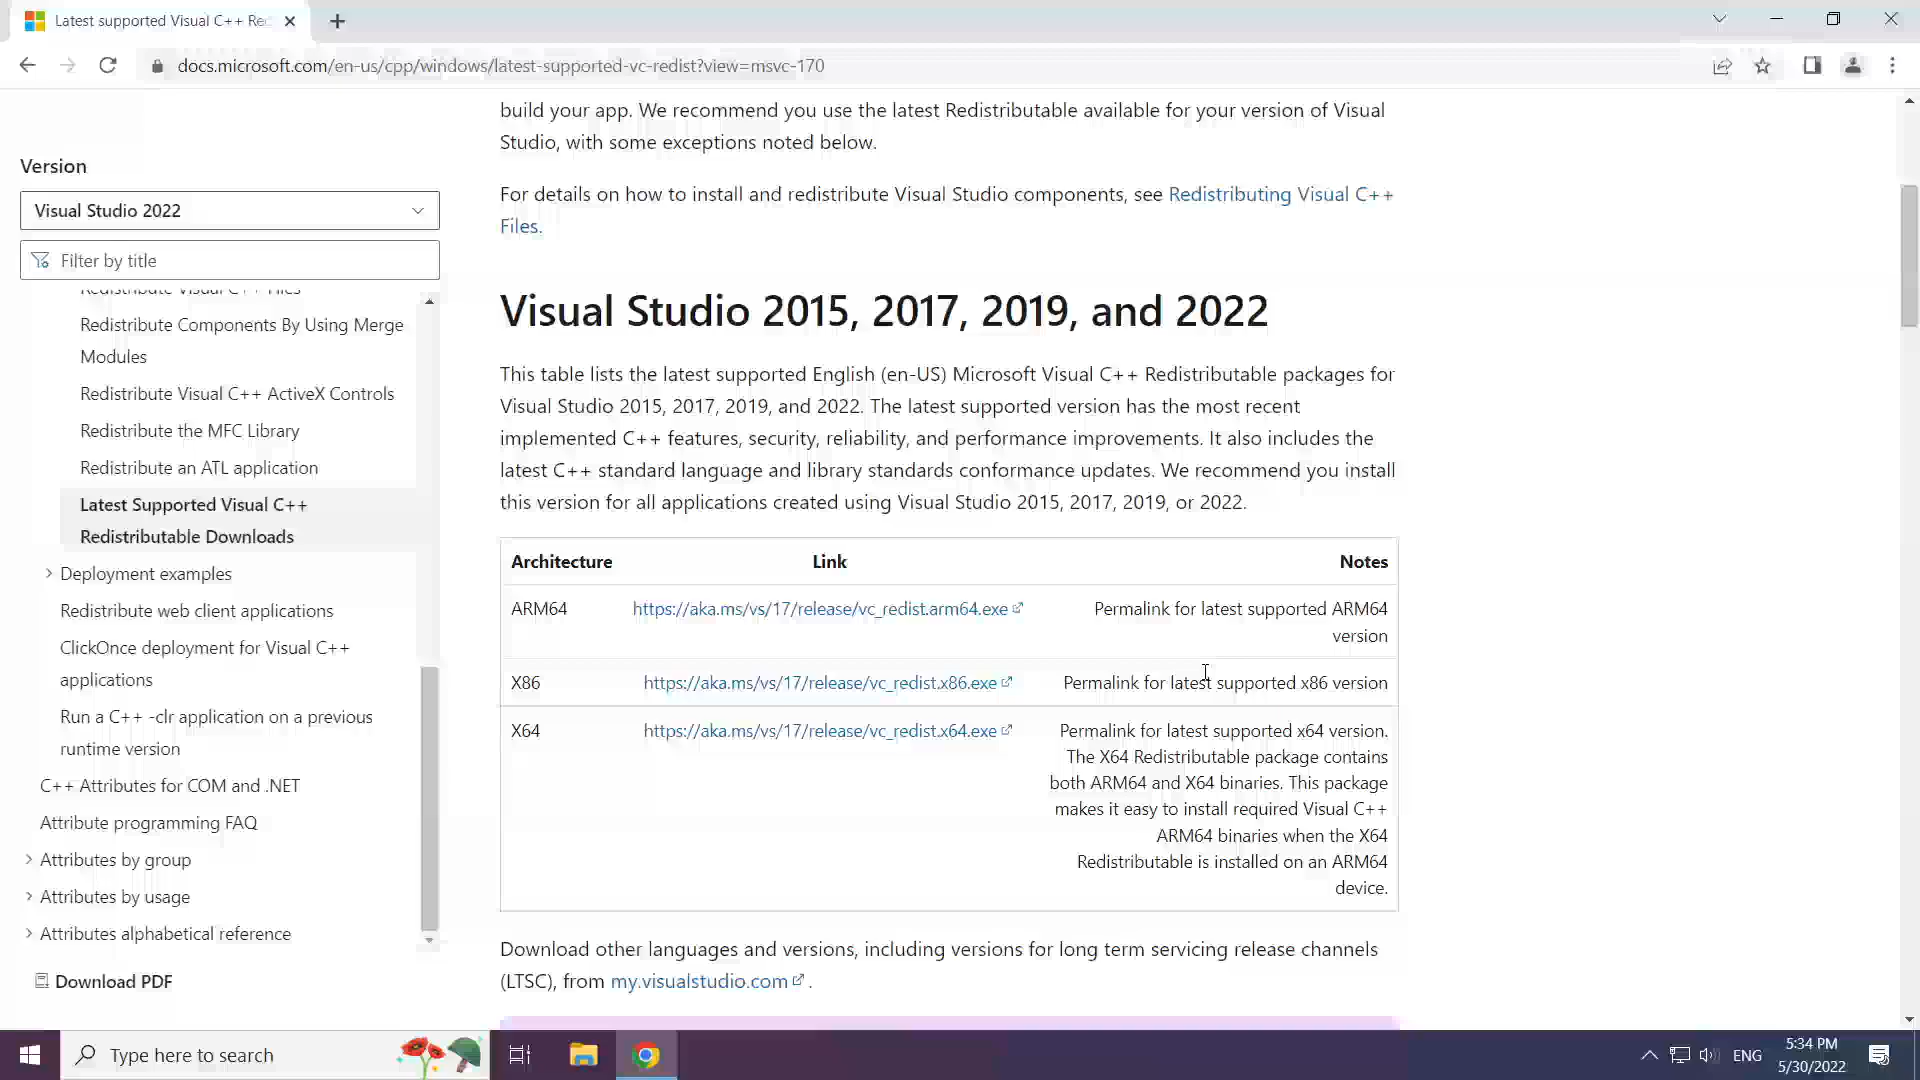 Latest supported Visual C++ Rec
docs.microsoft.com/en-us/cpp/windows/latest-supported-vc-redist?view=msvc-170
Version
Visual Studio 2022
Filter by title
Redistribute Visual C++ Files
Redistribute Components By Using Merge
Modules
Redistribute Visual C++ ActiveX Controls
Redistribute the MFC Library
Redistribute an ATL application
Latest Supported Visual C++
Redistributable Downloads
Deployment examples
Redistribute web client applications
ClickOnce deployment for Visual C++
applications
Run a C++ -clr application on a previous
runtime version
C++ Attributes for COM and .NET
Attribute programming FAQ
Attributes by group
Attributes by usage
Attributes alphabetical reference
Download PDF
build your app. We recommend you use the latest Redistributable available for your version of Visual
Studio, with some exceptions noted below.
For details on how to install and redistribute Visual Studio components, see Redistributing Visual C++
Files.
Visual Studio 2015, 2017, 2019, and 2022
This table lists the latest supported English (en-US) Microsoft Visual C++ Redistributable packages for
Visual Studio 2015, 2017, 2019, and 2022. The latest supported version has the most recent
implemented C++ features, security, reliability, and performance improvements. It also includes the
latest C++ standard language and library standards conformance updates. We recommend you install
this version for all applications created using Visual Studio 2015, 2017, 2019, or 2022.
Architecture Link Notes
ARM64 https://aka.ms/vs/17/release/vc_redist.arm64.exe Permalink for latest supported ARM64
version
X86 https://aka.ms/vs/17/release/vc_redist.x86.exe Permalink for latest supported x86 version
X64 https://aka.ms/vs/17/release/vc_redist.x64.exe Permalink for latest supported x64 version.
The X64 Redistributable package contains
both ARM64 and X64 binaries. This package
makes it easy to install required Visual C++
ARM64 binaries when the X64
Redistributable is installed on an ARM64
device.
Download other languages and versions, including versions for long term servicing release channels
(LTSC), from my.visualstudio.com .
Type here to search
ENG
5:34 PM
5/30/2022